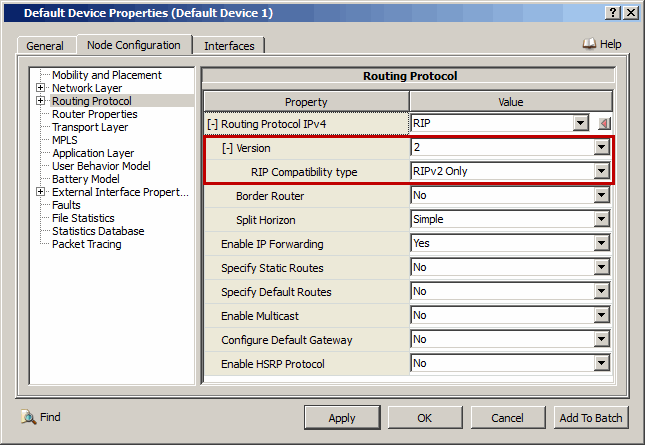 Default Device Properties (Default Device 1)
General
Node Configuration
Interfaces
Help
Mobility and Placement
Network Layer
Routing Protocol
Router Properties
Transport Layer
MPLS
Application Layer
User Behavior Model
Battery Model
External Interface Propert...
Faults
File Statistics
Statistics Database
Packet Tracing
Routing Protocol
Property Value
[-] Routing Protocol IPv4 RIP
[-] Version 2
RIP Compatibility type RIPv2 Only
Border Router No
Split Horizon Simple
Enable IP Forwarding Yes
Specify Static Routes No
Specify Default Routes No
Enable Multicast No
Configure Default Gateway No
Enable HSRP Protocol No
Find
Apply
OK
Cancel
Add To Batch